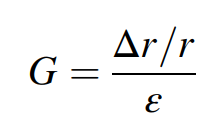 G = Δr/r / ε